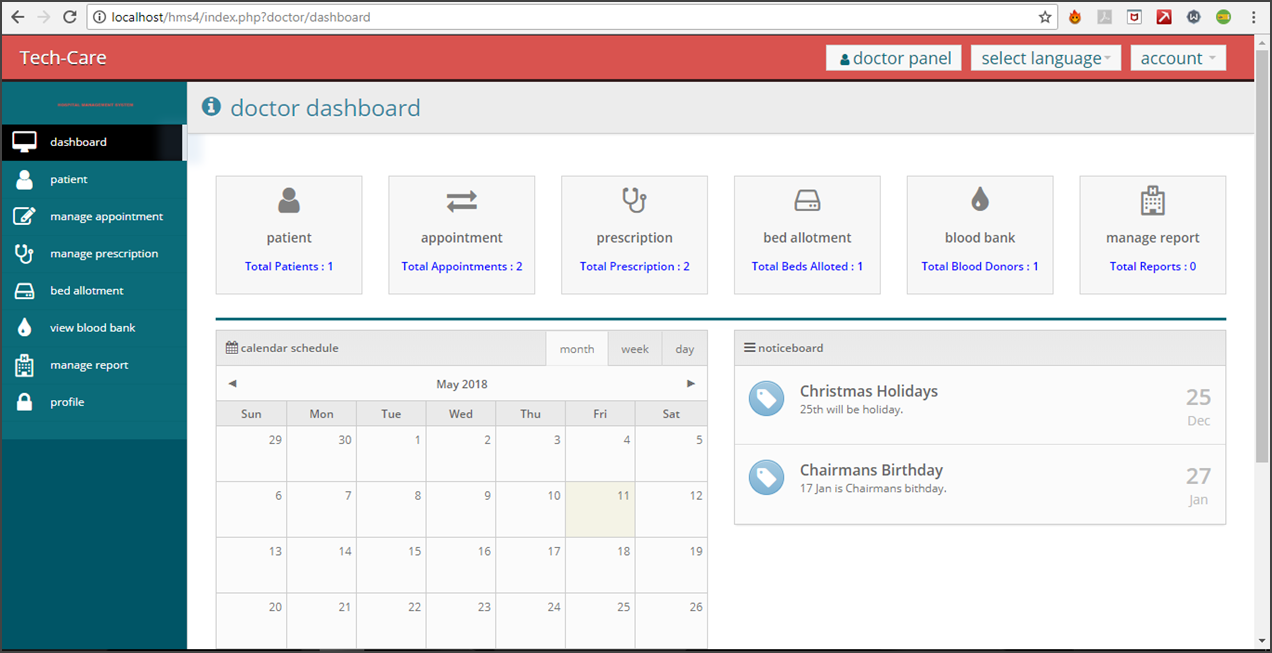 localhost/hms4/index.php?doctor/dashboard
Tech-Care
doctor panel
select language
account
HOSPITAL MANAGEMENT SYSTEM
doctor dashboard
dashboard
patient
manage appointment
manage prescription
bed allotment
view blood bank
manage report
profile
patient
Total Patients : 1
appointment
Total Appointments : 2
prescription
Total Prescription : 2
bed allotment
Total Beds Alloted : 1
blood bank
Total Blood Donors : 1
manage report
Total Reports : 0
calendar schedule
month week day
May 2018
Sun Mon Tue Wed Thu Fri Sat
29 30 1 2 3 4 5
6 7 8 9 10 11 12
13 14 15 16 17 18 19
20 21 22 23 24 25 26
noticeboard
Christmas Holidays
25th will be holiday.
25
Dec
Chairmans Birthday
17 Jan is Chairmans bithday.
27
Jan